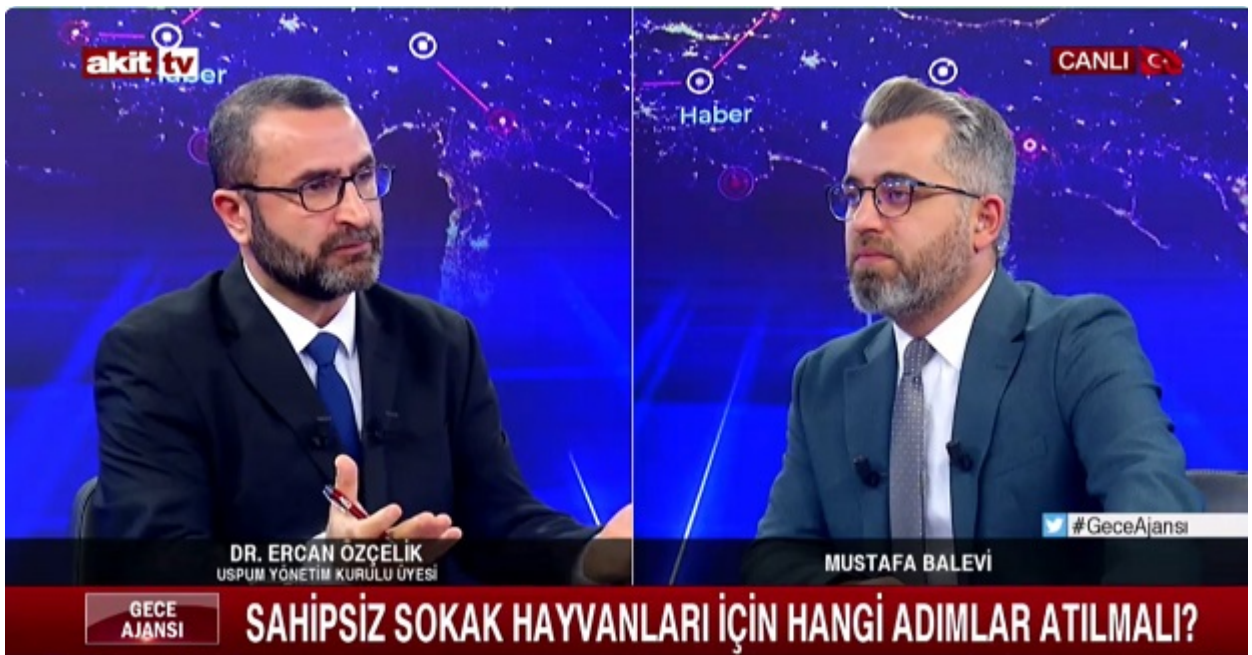 akit tv
Haber
Haber
CANLI
#GeceAjansı
DR. ERCAN ÖZÇELİK
USPUM YÖNETİM KURULU ÜYESİ
MUSTAFA BALEVİ
GECE
AJANSI
SAHİPSİZ SOKAK HAYVANLARI İÇİN HANGİ ADIMLAR ATILMALI?